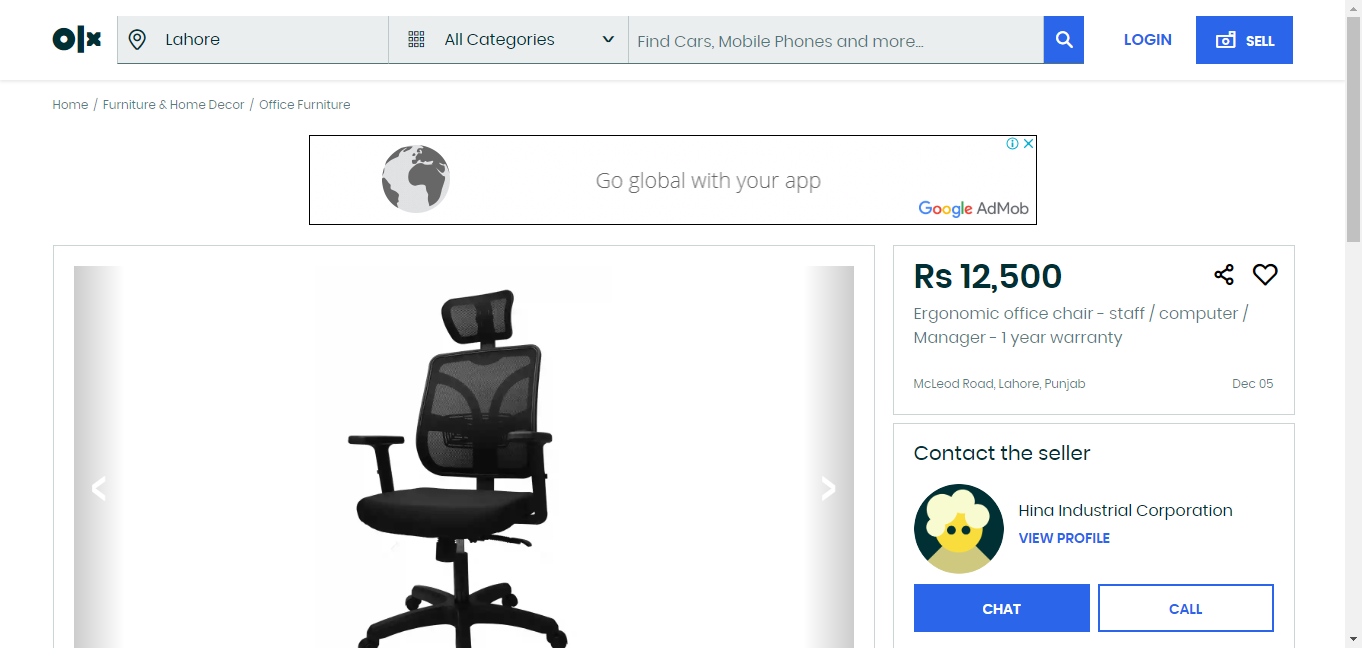 olx
Lahore
All Categories
Find Cars, Mobile Phones and more...
LOGIN
SELL
Home / Furniture & Home Decor / Office Furniture
Go global with your app
Google AdMob
Rs 12,500
Ergonomic office chair - staff / computer /
Manager - 1 year warranty
McLeod Road, Lahore, Punjab
Dec 05
Contact the seller
Hina Industrial Corporation
VIEW PROFILE
CHAT
CALL